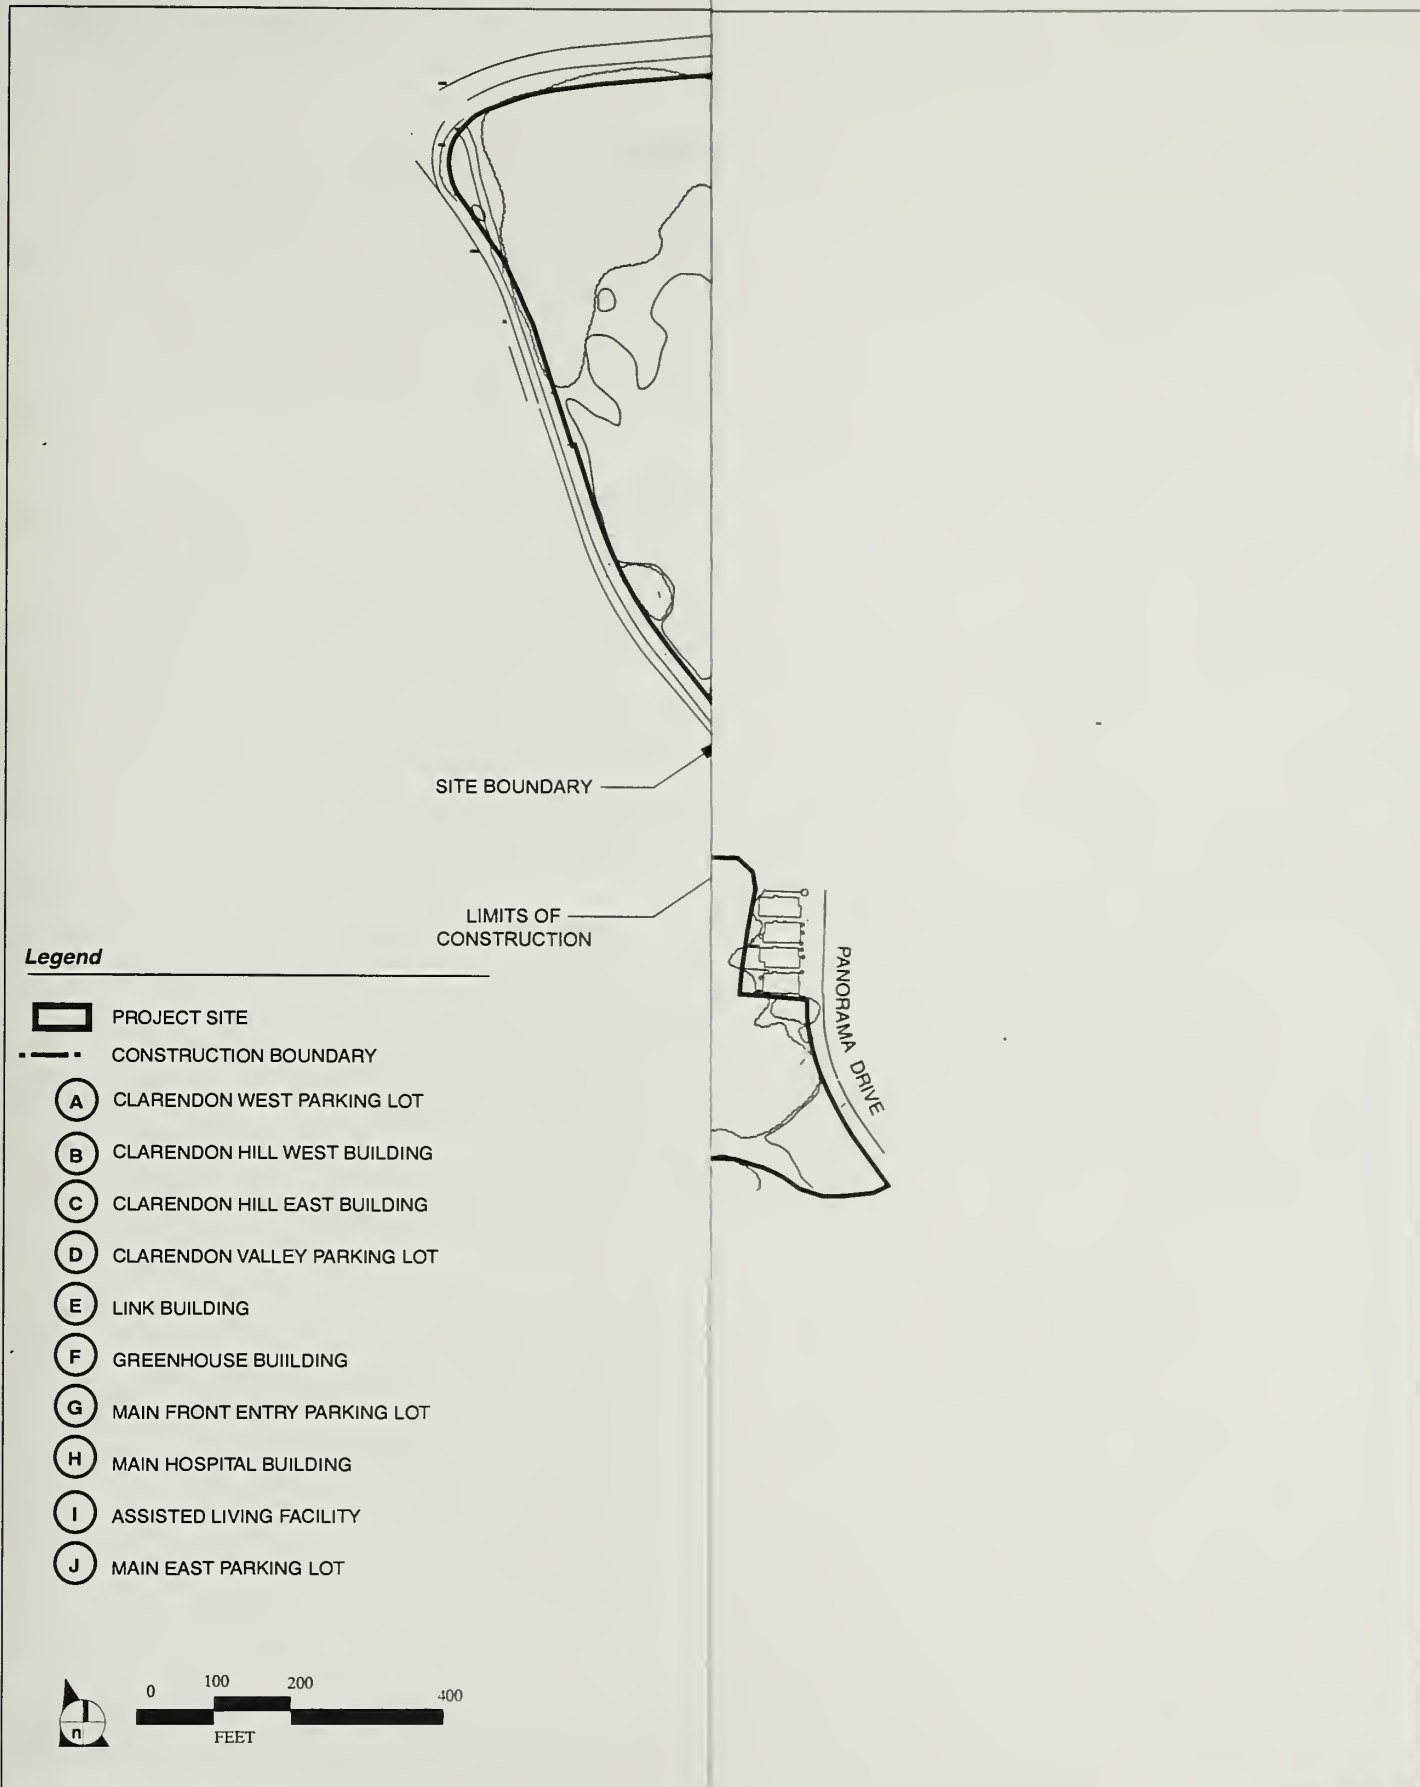 SITE BOUNDARY
LIMITS OF
CONSTRUCTION
PANORAMA DRIVE
Legend
PROJECT SITE
CONSTRUCTION BOUNDARY
A CLARENDON WEST PARKING LOT
B CLARENDON HILL WEST BUILDING
C CLARENDON HILL EAST BUILDING
D CLARENDON VALLEY PARKING LOT
E LINK BUILDING
F GREENHOUSE BUIILDING
G MAIN FRONT ENTRY PARKING LOT
H MAIN HOSPITAL BUILDING
I ASSISTED LIVING FACILITY
J MAIN EAST PARKING LOT
0 100 200 400
FEET
n